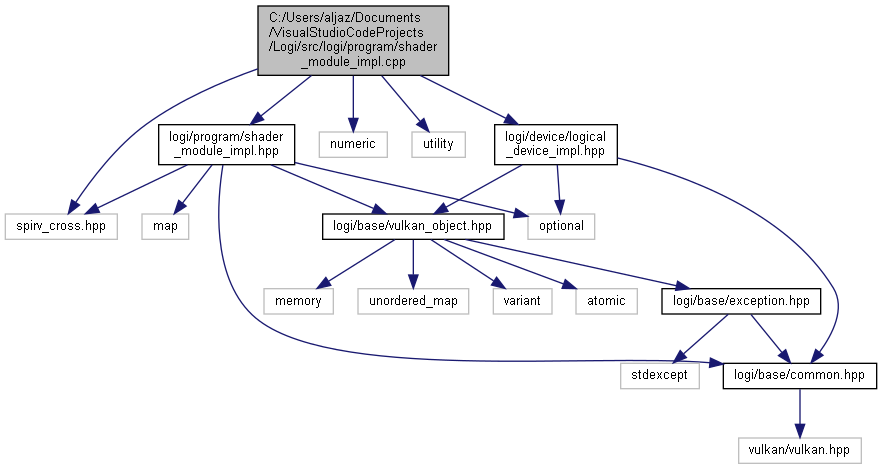 C:/Users/aljaz/Documents
/VisualStudioCodeProjects
/Logi/src/logi/program/shader
_module_impl.cpp
logi/program/shader
_module_impl.hpp
numeric
utility
logi/device/logical
_device_impl.hpp
spirv_cross.hpp
map
logi/base/vulkan_object.hpp
optional
memory
unordered_map
variant
atomic
logi/base/exception.hpp
stdexcept
logi/base/common.hpp
vulkan/vulkan.hpp